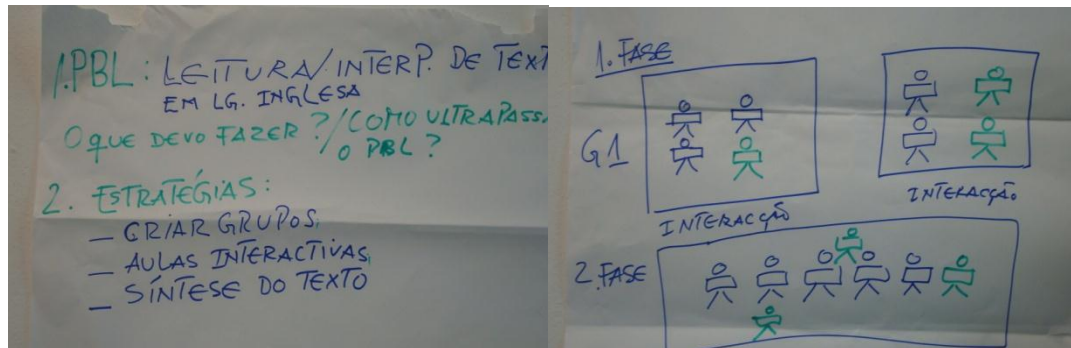 1.PBL: LEITURA/INTERP. DE TEXT
EM LG. INGLESA
O QUE DEVO FAZER?/COMO ULTRAPASS
O PBL?
2. ESTRATÉGIAS:
— CRIAR GRUPOS,
— AULAS INTERACTIVAS,
— SÍNTESE DO TEXTO
1. FASE
G1
INTERACÇÃO
INTERACÇÃO
2. FASE